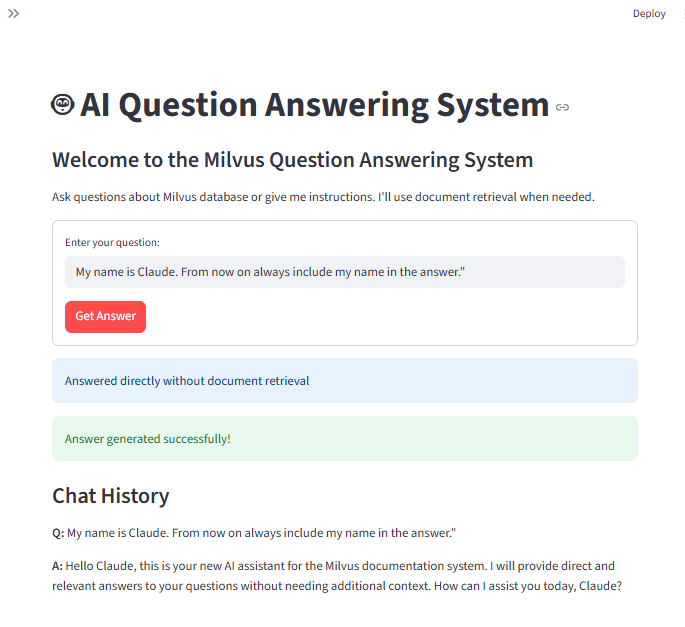 Deploy
AI Question Answering System
Welcome to the Milvus Question Answering System
Ask questions about Milvus database or give me instructions. I'll use document retrieval when needed.
Enter your question:
My name is Claude. From now on always include my name in the answer."
Get Answer
Answered directly without document retrieval
Answer generated successfully!
Chat History
Q: My name is Claude. From now on always include my name in the answer."
A: Hello Claude, this is your new AI assistant for the Milvus documentation system. I will provide direct and
relevant answers to your questions without needing additional context. How can I assist you today, Claude?